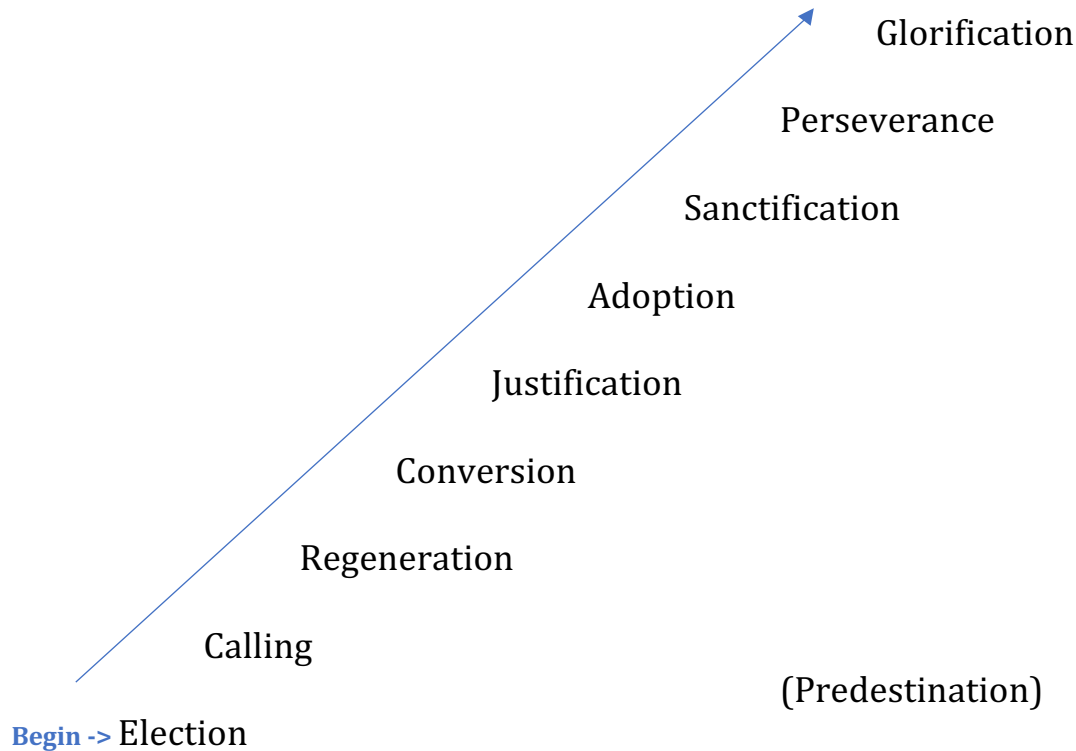 Glorification
Perseverance
Sanctification
Adoption
Justification
Conversion
Regeneration
Calling
(Predestination)
Begin -> Election